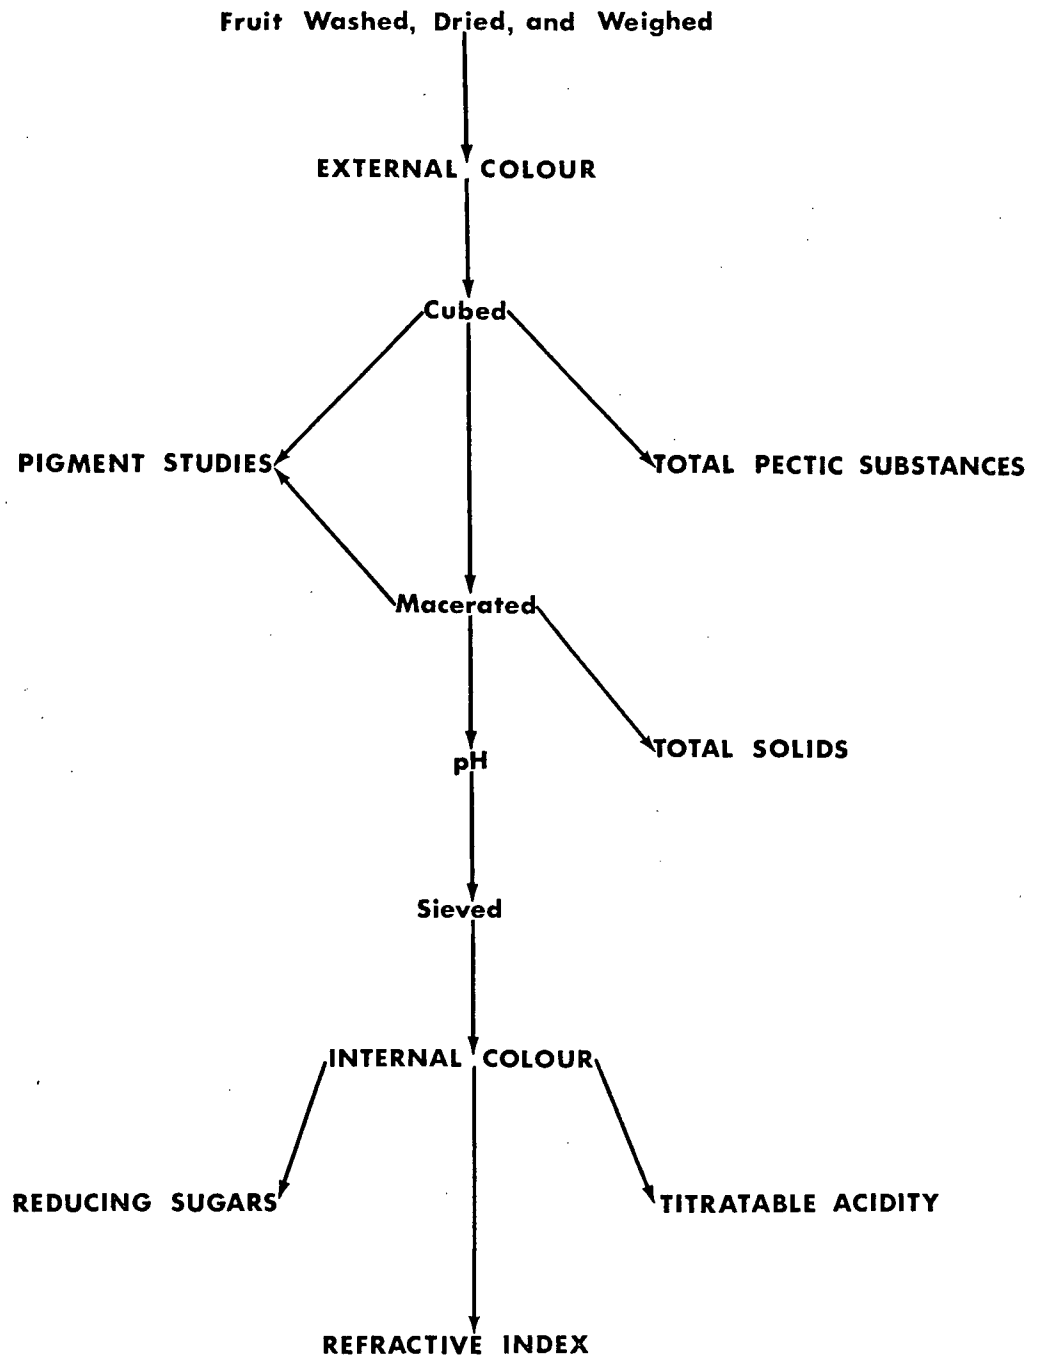 Fruit Washed, Dried, and Weighed
EXTERNAL COLOUR
Cubed
PIGMENT STUDIES
TOTAL PECTIC SUBSTANCES
Macerated
TOTAL SOLIDS
pH
Sieved
INTERNAL COLOUR
REDUCING SUGARS
TITRATABLE ACIDITY
REFRACTIVE INDEX